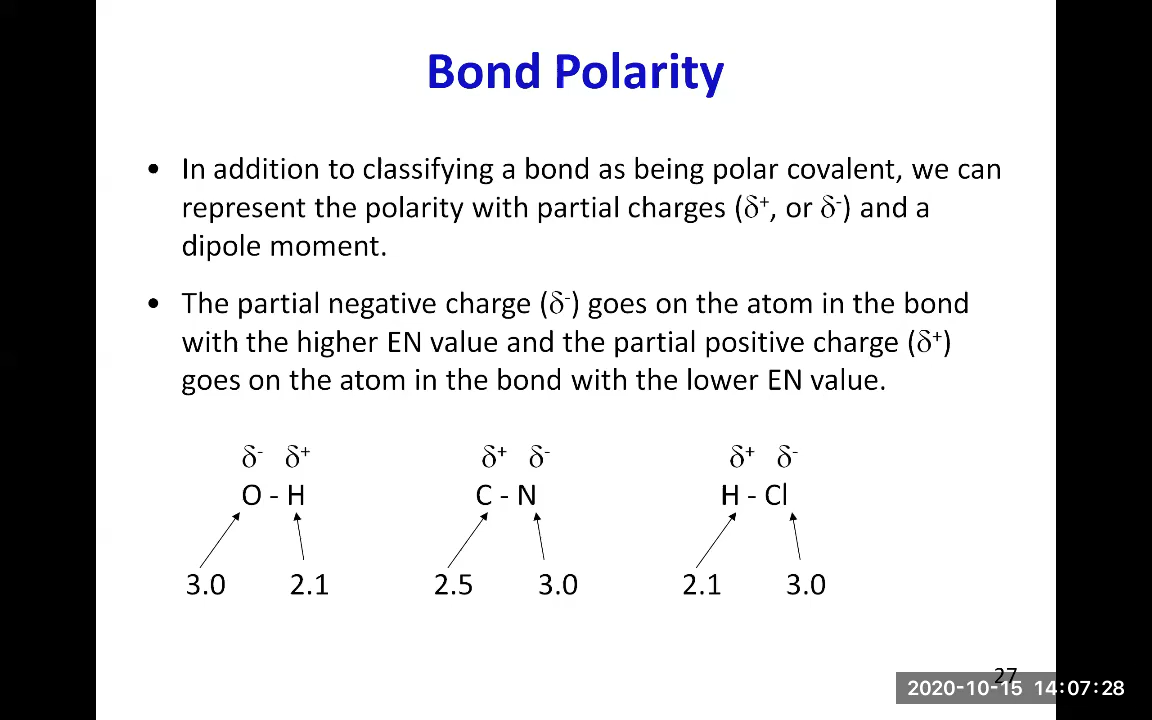 Bond Polarity
• In addition to classifying a bond as being polar covalent, we can
represent the polarity with partial charges (δ⁺, or δ⁻) and a
dipole moment.
• The partial negative charge (δ⁻) goes on the atom in the bond
with the higher EN value and the partial positive charge (δ⁺)
goes on the atom in the bond with the lower EN value.
δ⁻ δ⁺ δ⁺ δ⁻ δ⁺ δ⁻
O - H C - N H - Cl
3.0 2.1 2.5 3.0 2.1 3.0
27
2020-10-15 14:07:28